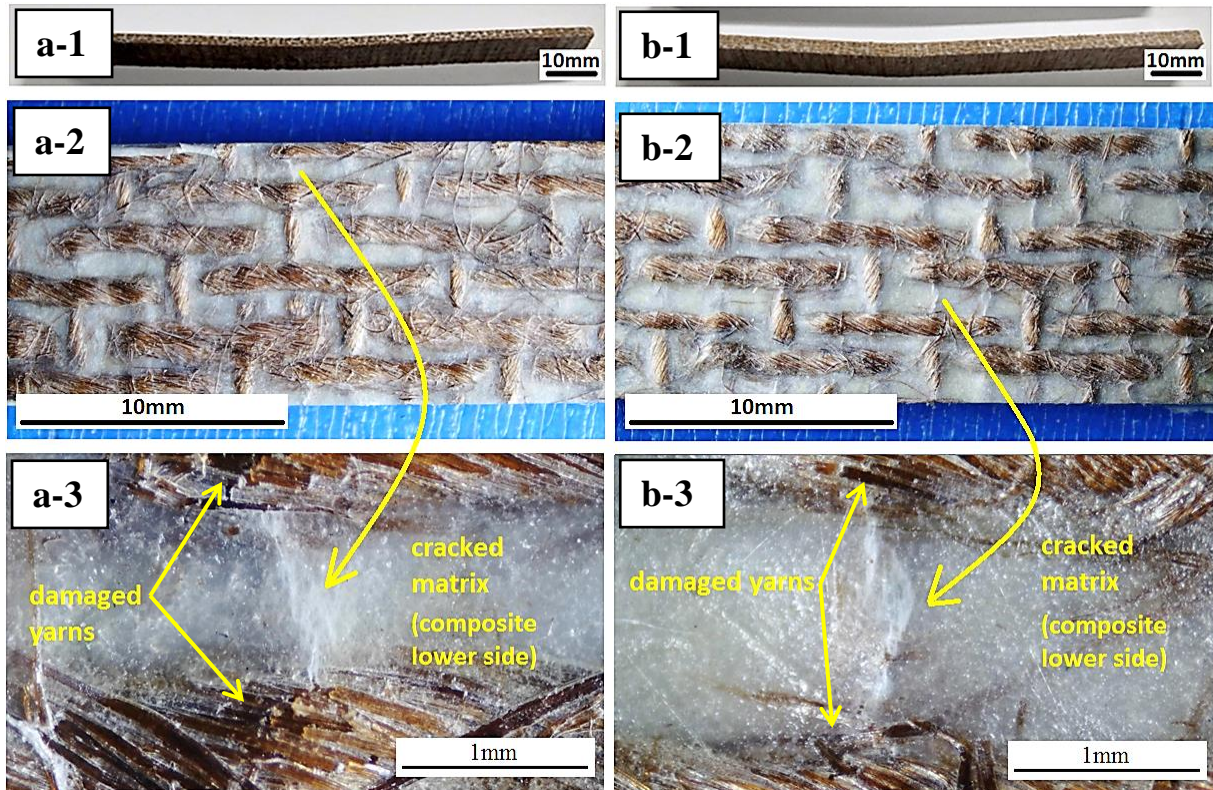 a-1
10mm
b-1
10mm
a-2
10mm
b-2
10mm
a-3
damaged
yarns
cracked
matrix
(composite
lower side)
1mm
b-3
damaged yarns
cracked
matrix
(composite
lower side)
1mm